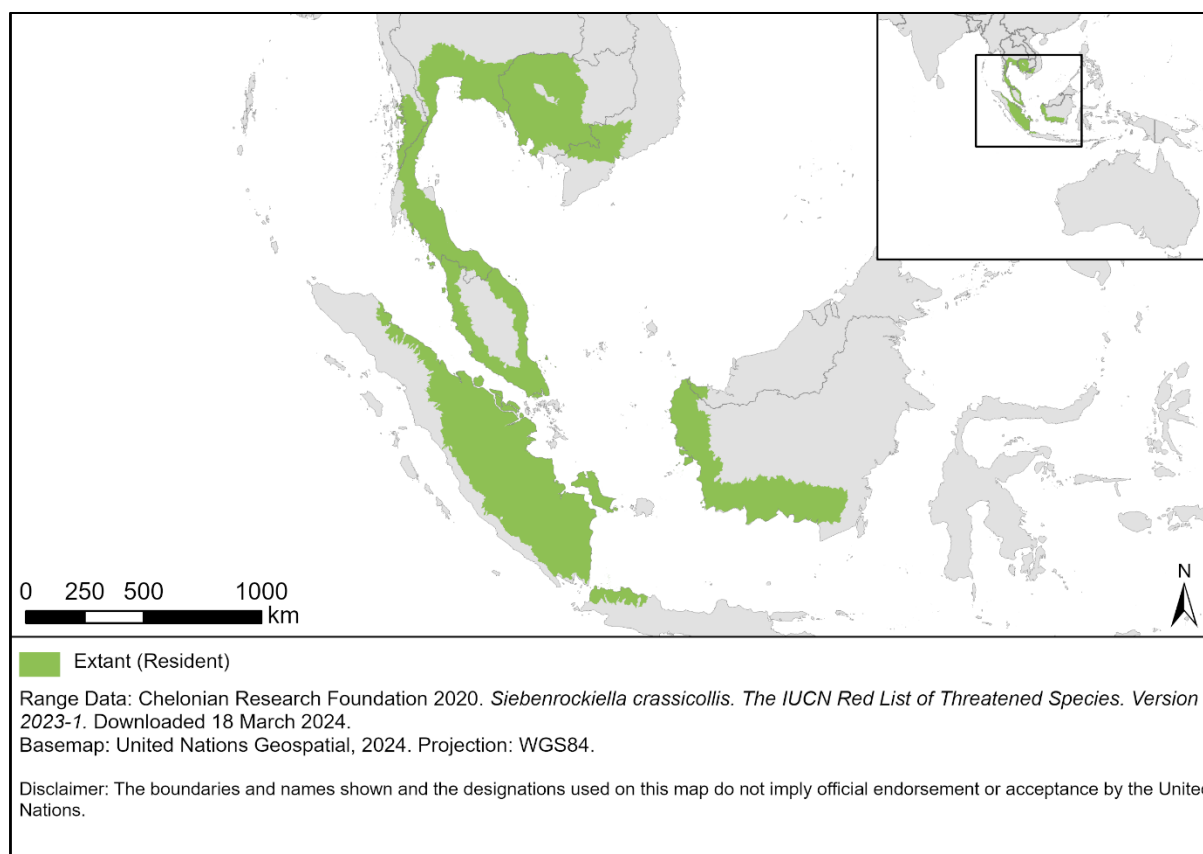 N
0 250 500 1000
km
Extant (Resident)
Range Data: Chelonian Research Foundation 2020. Siebenrockiella crassicollis. The IUCN Red List of Threatened Species. Version
2023-1. Downloaded 18 March 2024.
Basemap: United Nations Geospatial, 2024. Projection: WGS84.
Disclaimer: The boundaries and names shown and the designations used on this map do not imply official endorsement or acceptance by the United
Nations.